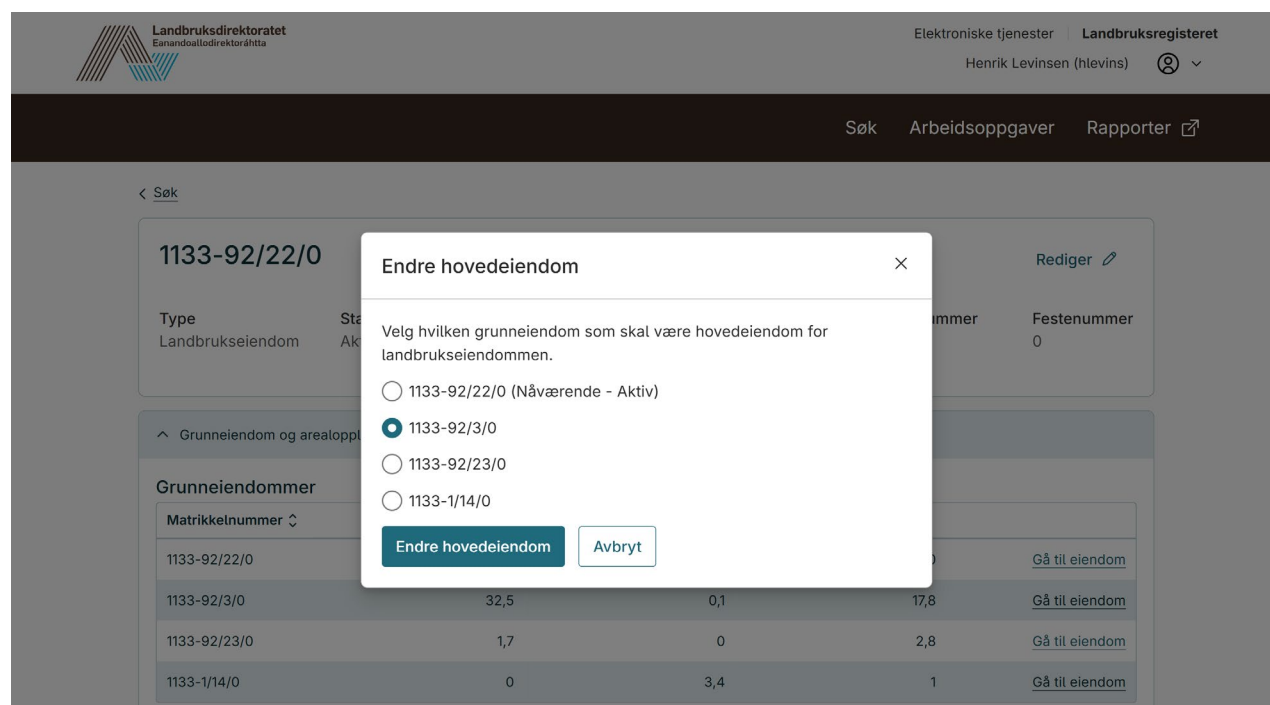 Landbruksdirektoratet
Eanandoallodirektoráhtta
Elektroniske tjenester
Landbruksregisteret
Henrik Levinsen (hlevins)
Søk Arbeidsoppgaver Rapporter
Søk
1133-92/22/0
Rediger
Type
Landbrukseiendom
Festenummer
0
Endre hovedeiendom
Velg hvilken grunneiendom som skal være hovedeiendom for
landbrukseiendommen.
1133-92/22/0 (Nåværende - Aktiv)
1133-92/3/0
1133-92/23/0
1133-1/14/0
Endre hovedeiendom Avbryt
Grunneiendom og
Grunneiendommer
Matrikkelnummer
1133-92/22/0 Gå til eiendom
1133-92/3/0 32,5 0,1 17,8 Gå til eiendom
1133-92/23/0 1,7 0 2,8 Gå til eiendom
1133-1/14/0 0 3,4 1 Gå til eiendom